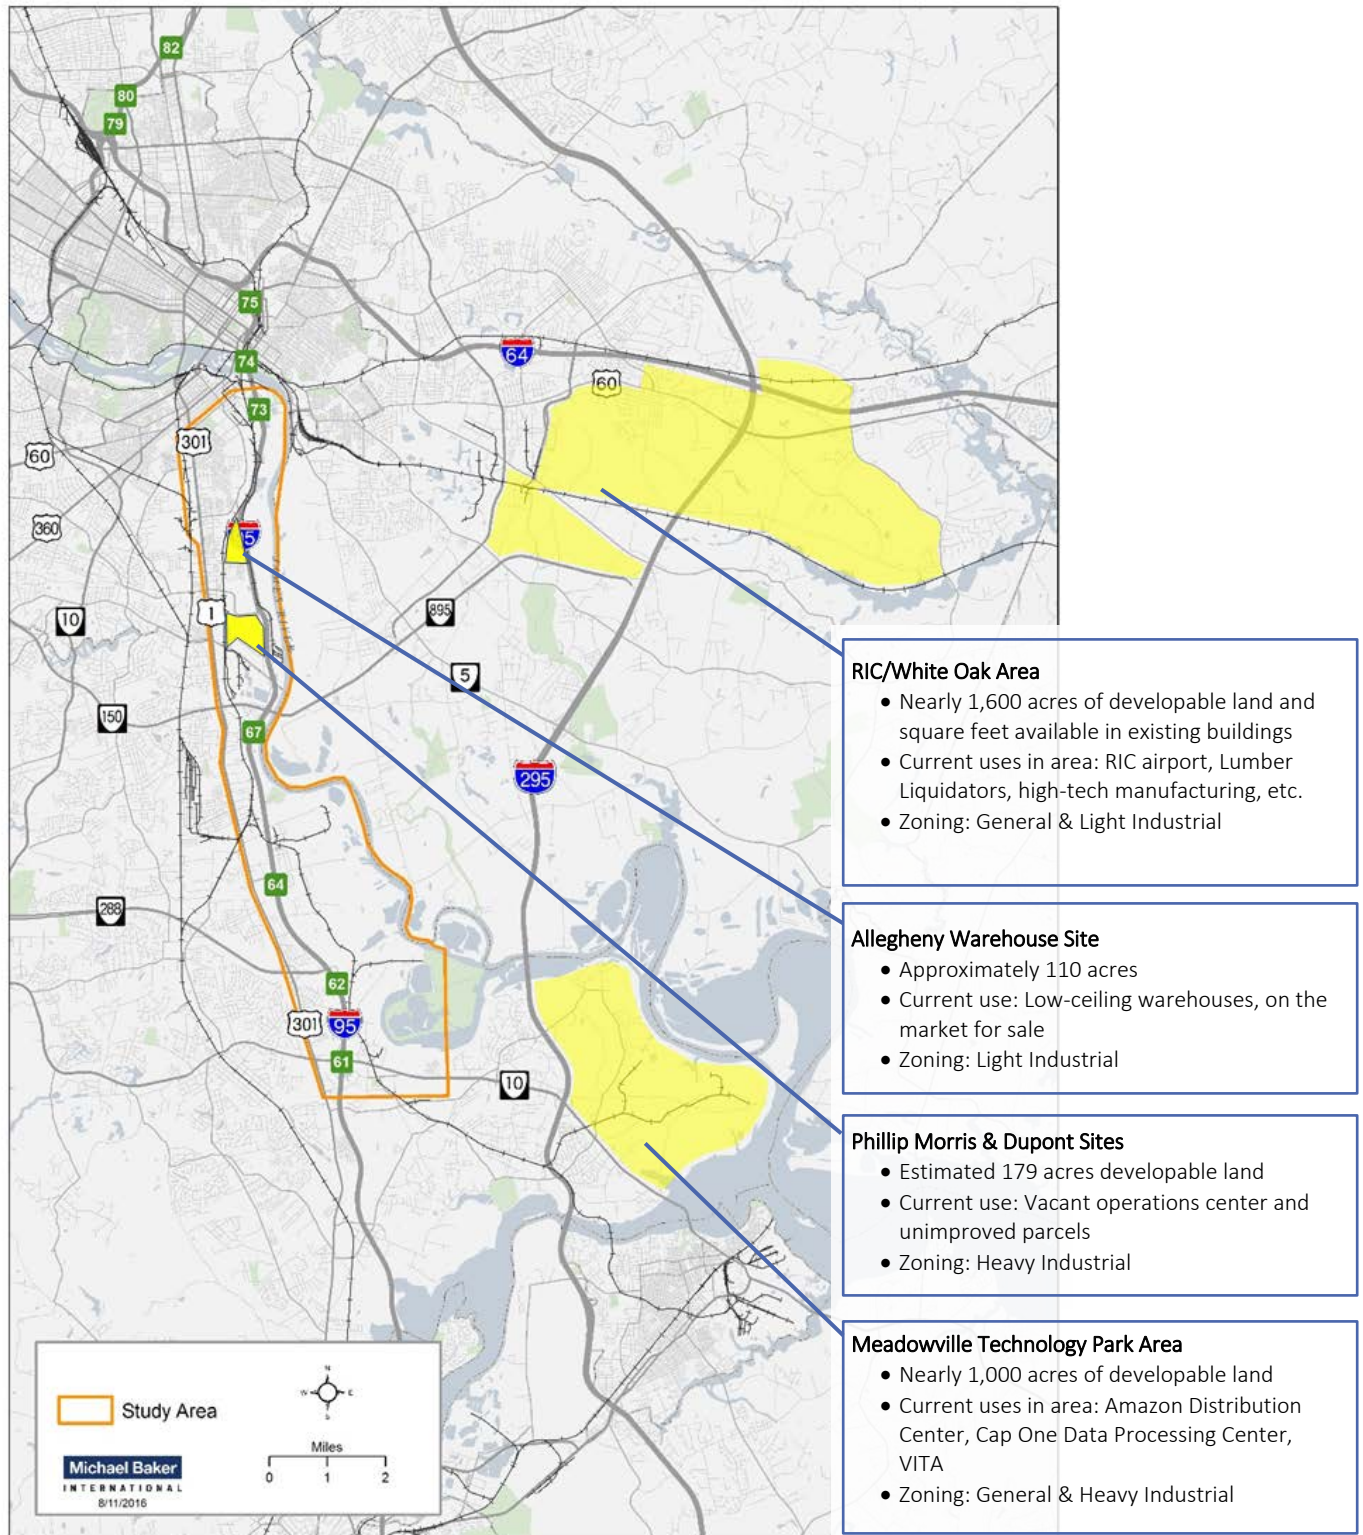 82
80
79
75
74
64
60
73
301
60
95
360
1
10
895
5
150
67
295
64
288
62
301
95
61
10
RIC/White Oak Area
• Nearly 1,600 acres of developable land and
square feet available in existing buildings
• Current uses in area: RIC airport, Lumber
Liquidators, high-tech manufacturing, etc.
• Zoning: General & Light Industrial
Allegheny Warehouse Site
• Approximately 110 acres
• Current use: Low-ceiling warehouses, on the
market for sale
• Zoning: Light Industrial
Phillip Morris & Dupont Sites
• Estimated 179 acres developable land
• Current use: Vacant operations center and
unimproved parcels
• Zoning: Heavy Industrial
Meadowville Technology Park Area
• Nearly 1,000 acres of developable land
• Current uses in area: Amazon Distribution
Center, Cap One Data Processing Center,
VITA
• Zoning: General & Heavy Industrial
Study Area
N
W E
S
Miles
0 1 2
Michael Baker
INTERNATIONAL
8/11/2016